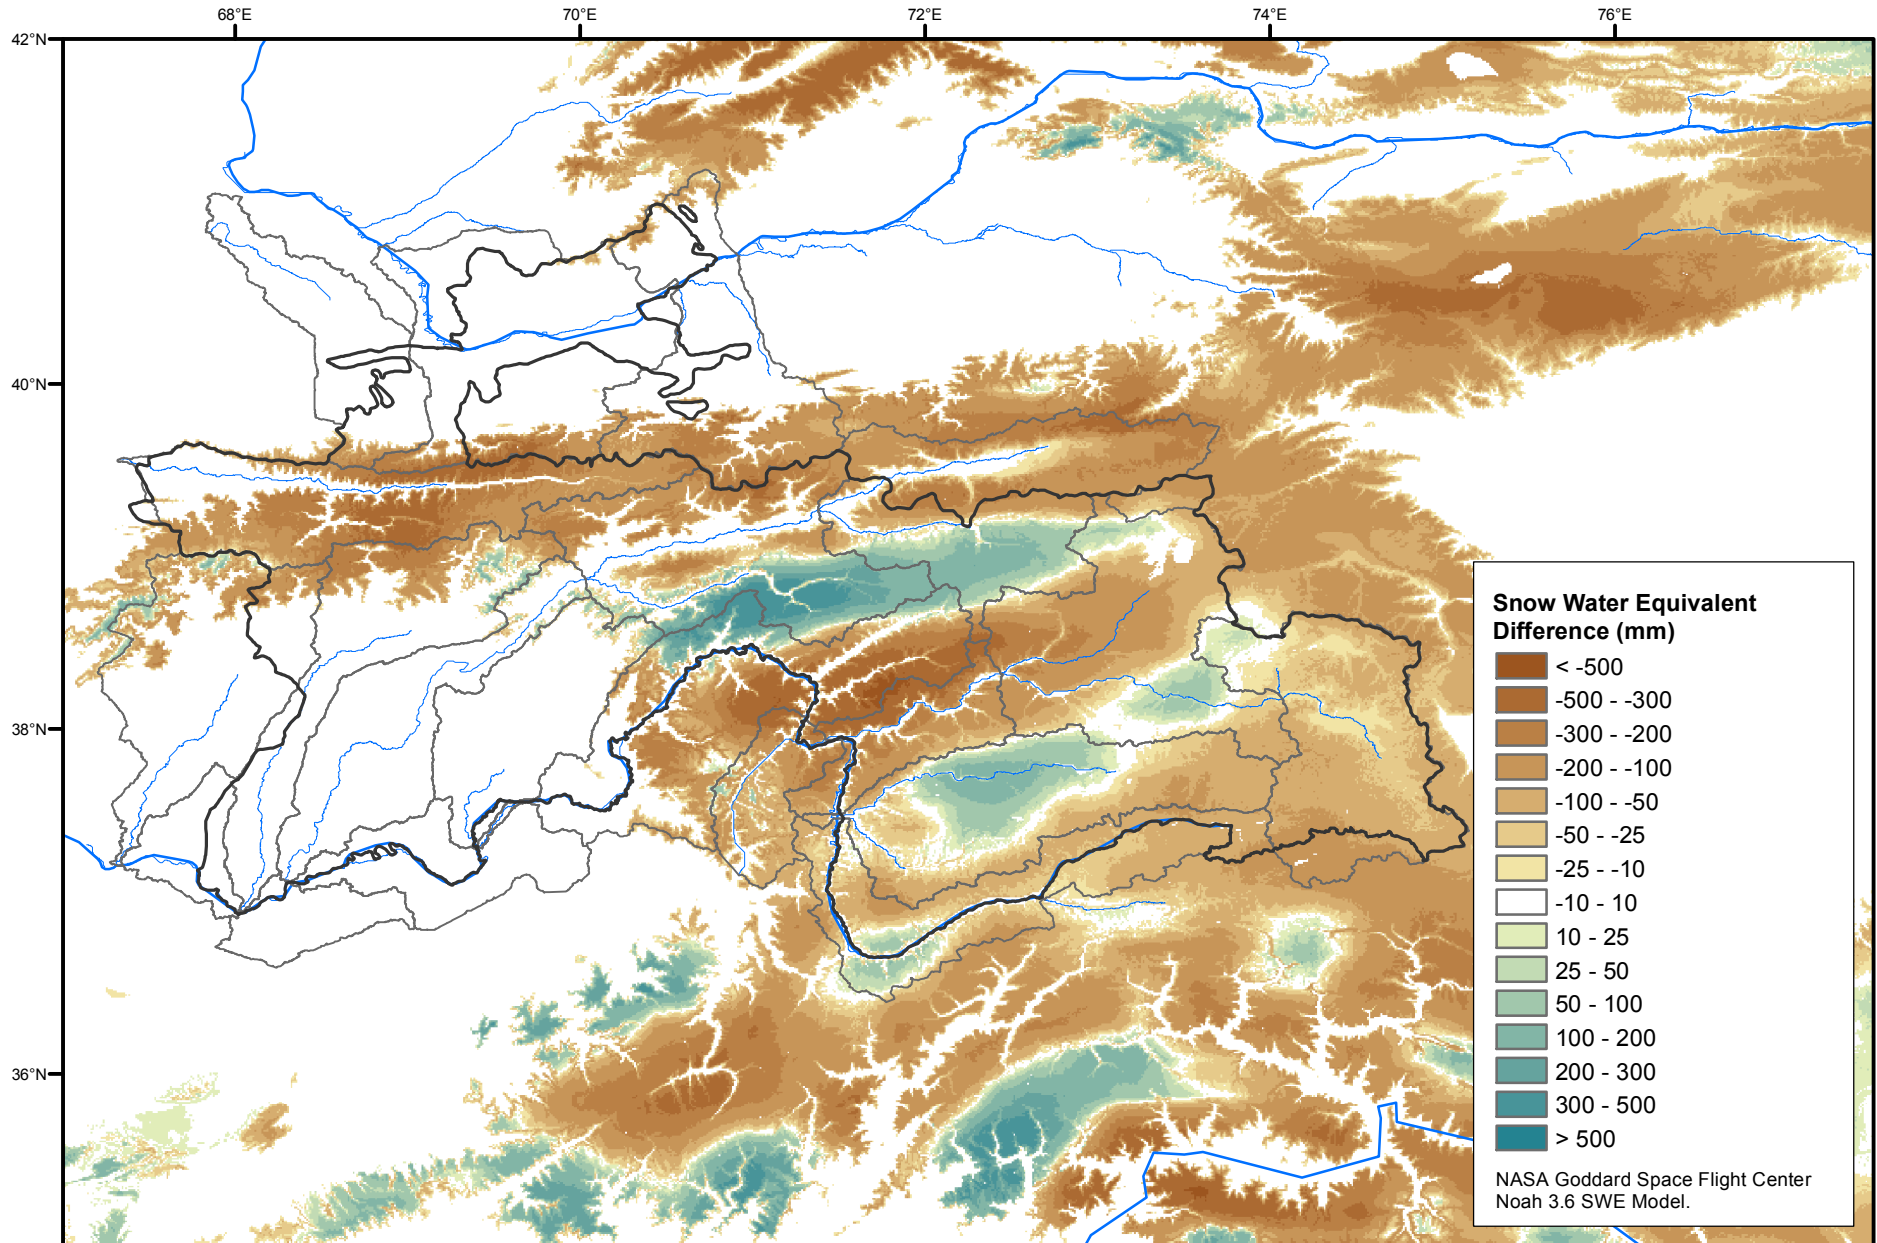 68°E 70°E 72°E 74°E 76°E
42°N
40°N
38°N
36°N
Snow Water Equivalent
Difference (mm)
< -500
-500 - -300
-300 - -200
-200 - -100
-100 - -50
-50 - -25
-25 - -10
-10 - 10
10 - 25
25 - 50
50 - 100
100 - 200
200 - 300
300 - 500
> 500
NASA Goddard Space Flight Center
Noah 3.6 SWE Model.